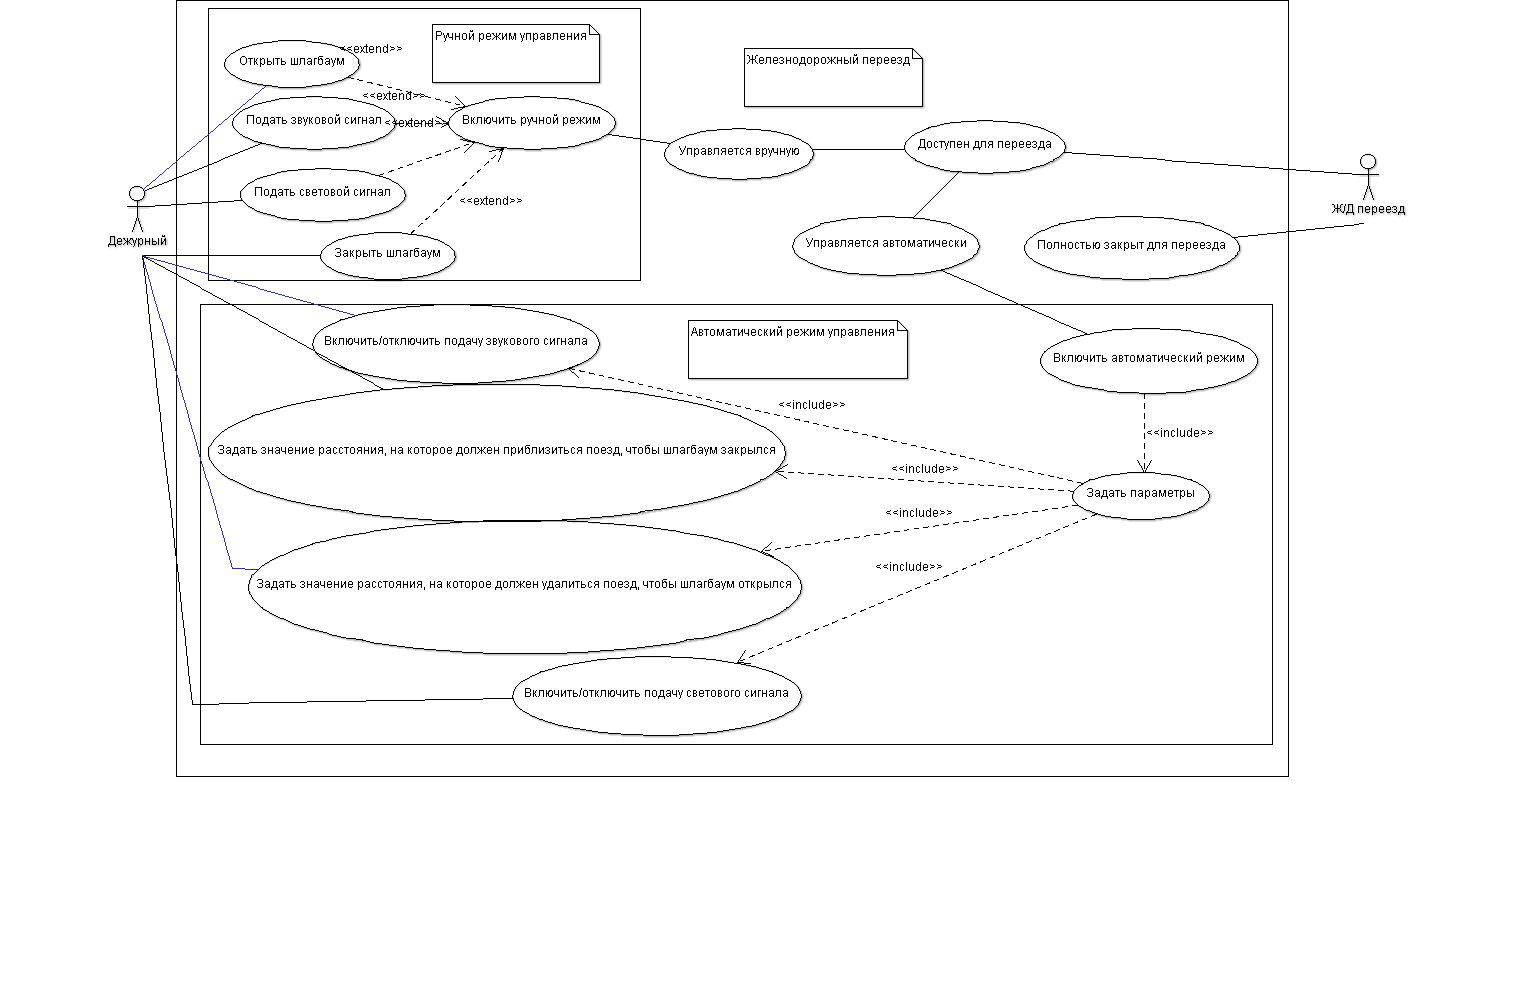 <<extend>>
Ручной режим управления
Открыть шлагбаум
Железнодорожный переезд
<<extend>>
Подать звуковой сигнал
<<extend>>
Включить ручной режим
Управляется вручную
Доступен для переезда
Подать световой сигнал
<<extend>>
Ж/Д переезд
Дежурный
Закрыть шлагбаум
Управляется автоматически
Полностью закрыт для переезда
Автоматический режим управления
Включить/отключить подачу звукового сигнала
Включить автоматический режим
<<include>>
<<include>>
Задать значение расстояния, на которое должен приблизиться поезд, чтобы шлагбаум закрылся
<<include>>
Задать параметры
<<include>>
<<include>>
Задать значение расстояния, на которое должен удалиться поезд, чтобы шлагбаум открылся
Включить/отключить подачу светового сигнала